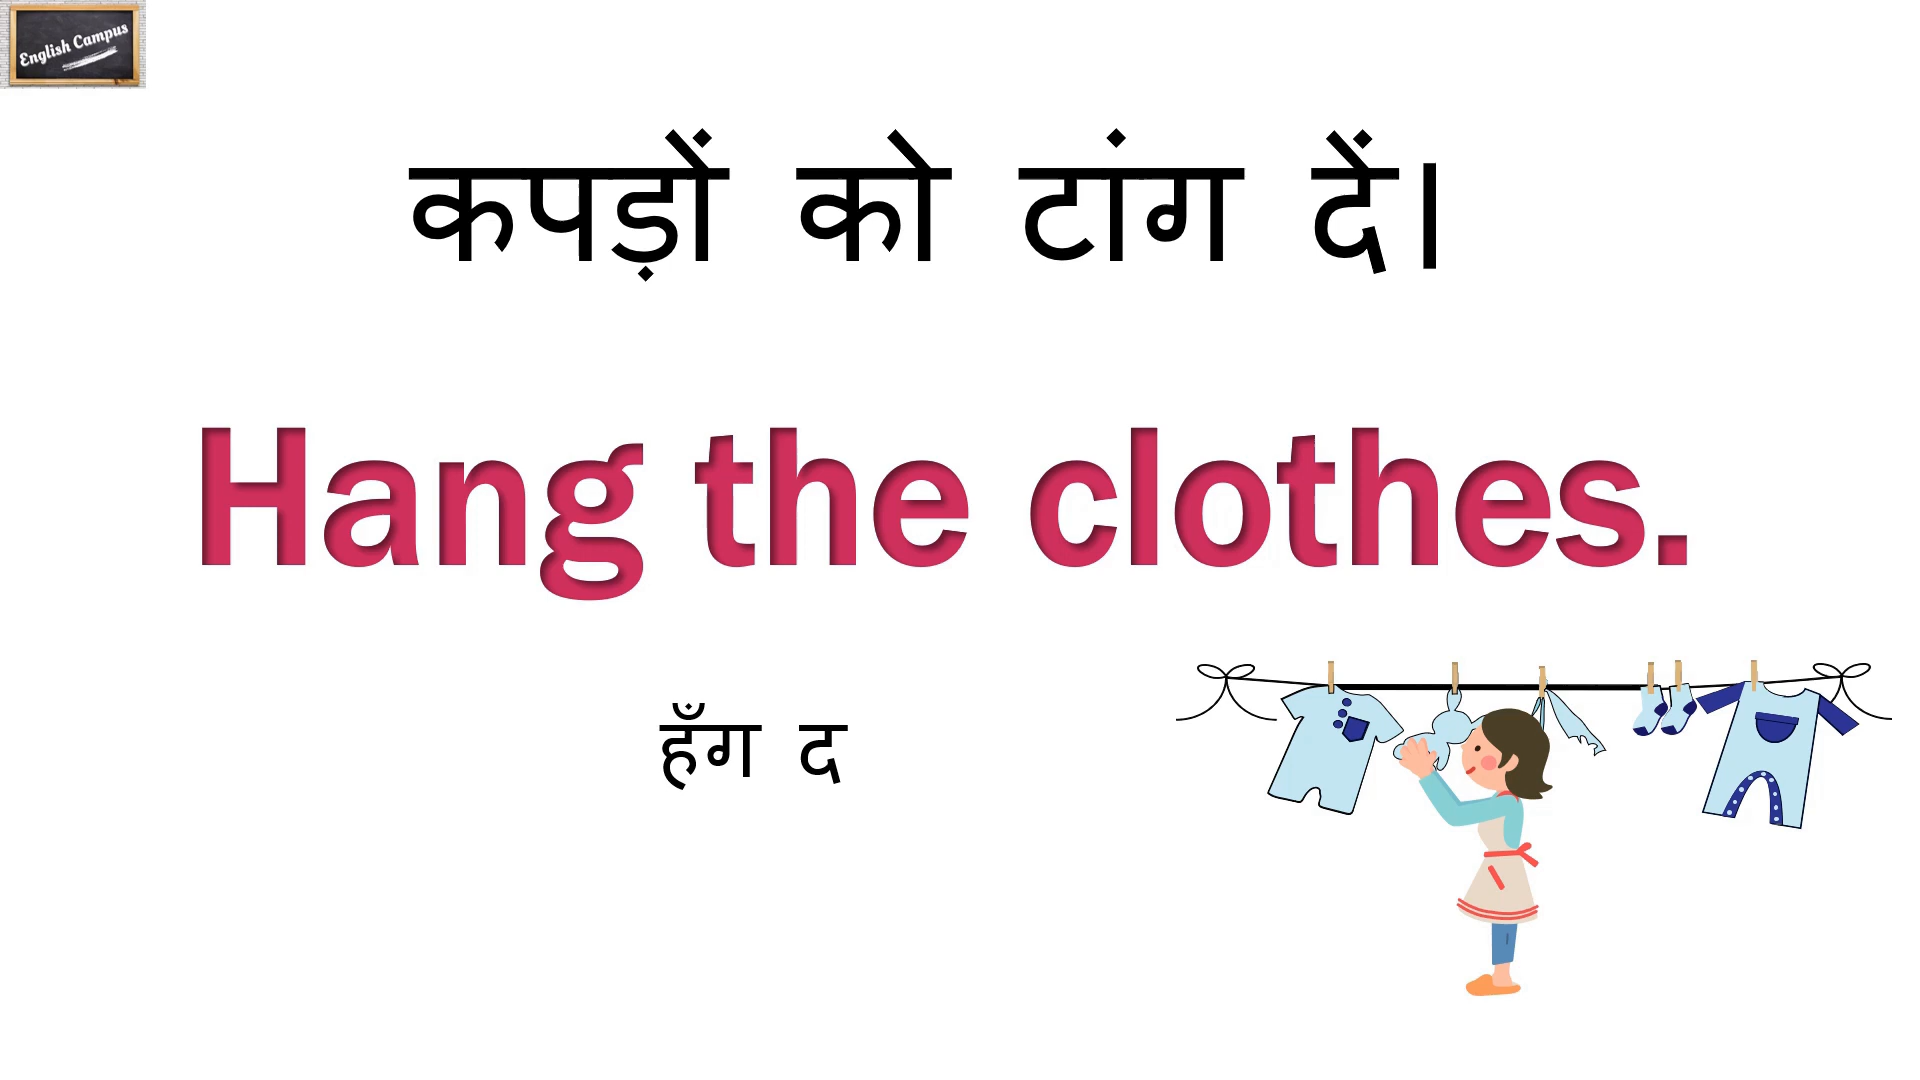 English Campus
कपड़ों को टांग दें।
Hang the clothes.
हँग द